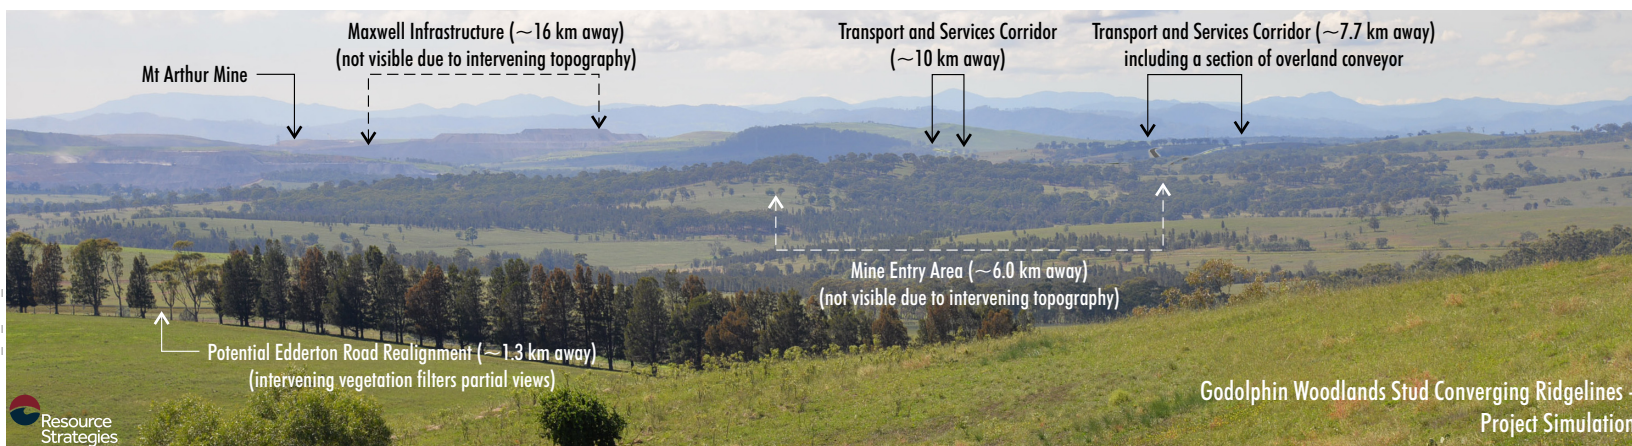 Maxwell Infrastructure (~16 km away)
(not visible due to intervening topography)
Transport and Services Corridor
(~10 km away)
Transport and Services Corridor (~7.7 km away)
including a section of overland conveyor
Mt Arthur Mine
Mine Entry Area (~6.0 km away)
(not visible due to intervening topography)
Potential Edderton Road Realignment (~1.3 km away)
(intervening vegetation filters partial views)
Godolphin Woodlands Stud Converging Ridgelines -
Project Simulation
Resource
Strategies